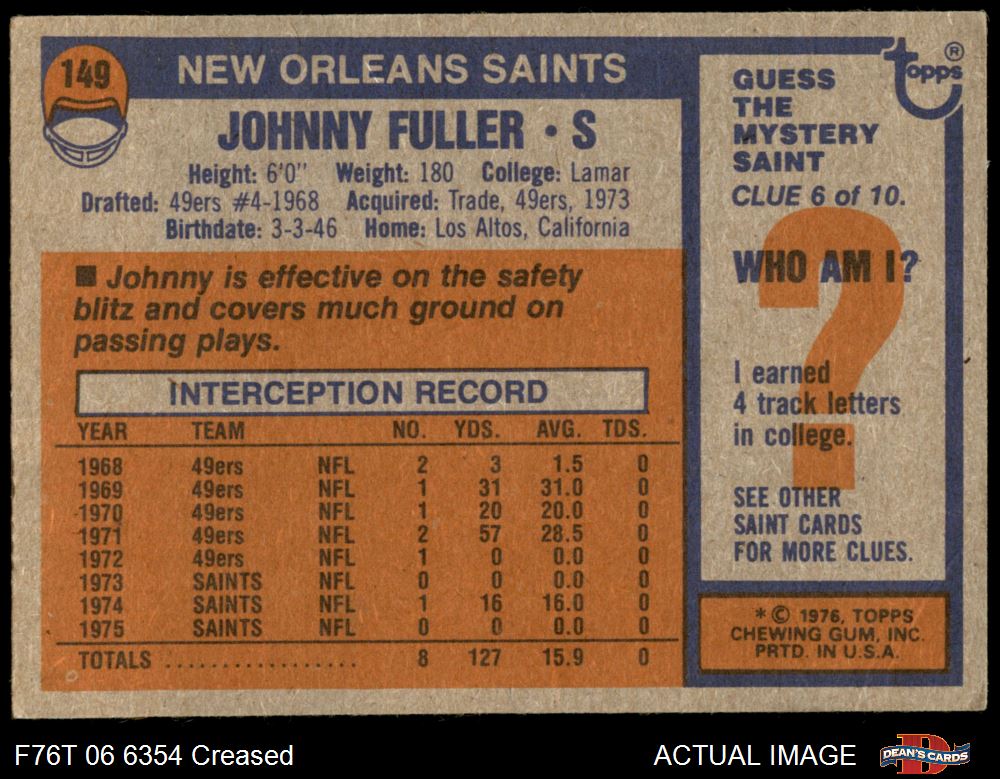 149
NEW ORLEANS SAINTS
JOHNNY FULLER · S
Height: 6'0" Weight: 180 College: Lamar
Drafted: 49ers #4-1968 Acquired: Trade, 49ers, 1973
Birthdate: 3-3-46 Home: Los Altos, California
■ Johnny is effective on the safety
blitz and covers much ground on
passing plays.
INTERCEPTION RECORD
YEAR TEAM NO. YDS. AVG. TDS.
1968 49ers NFL 2 3 1.5 0
1969 49ers NFL 1 31 31.0 0
1970 49ers NFL 1 20 20.0 0
1971 49ers NFL 2 57 28.5 0
1972 49ers NFL 1 0 0.0 0
1973 SAINTS NFL 0 0 0.0 0
1974 SAINTS NFL 1 16 16.0 0
1975 SAINTS NFL 0 0 0.0 0
TOTALS ................. 8 127 15.9 0
topps ®
GUESS
THE
MYSTERY
SAINT
CLUE 6 of 10.
WHO AM I?
?
I earned
4 track letters
in college.
SEE OTHER
SAINT CARDS
FOR MORE CLUES.
* © 1976, TOPPS
CHEWING GUM, INC.
PRTD. IN U.S.A.
F76T 06 6354 Creased
ACTUAL IMAGE
D
DEAN'S CARDS